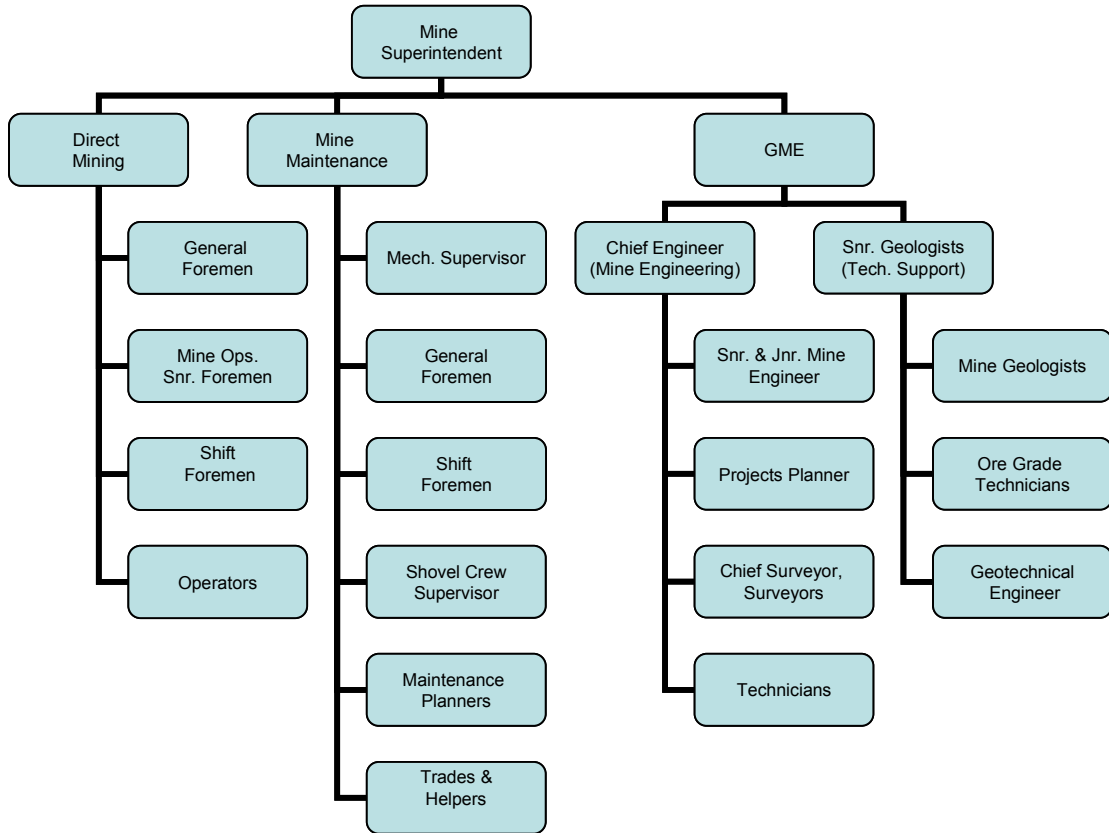 Mine
Superintendent
Direct
Mining
Mine
Maintenance
GME
General
Foremen
Mine Ops.
Snr. Foremen
Shift
Foremen
Operators
Mech. Supervisor
General
Foremen
Shift
Foremen
Shovel Crew
Supervisor
Maintenance
Planners
Trades &
Helpers
Chief Engineer
(Mine Engineering)
Snr. & Jnr. Mine
Engineer
Projects Planner
Chief Surveyor,
Surveyors
Technicians
Snr. Geologists
(Tech. Support)
Mine Geologists
Ore Grade
Technicians
Geotechnical
Engineer